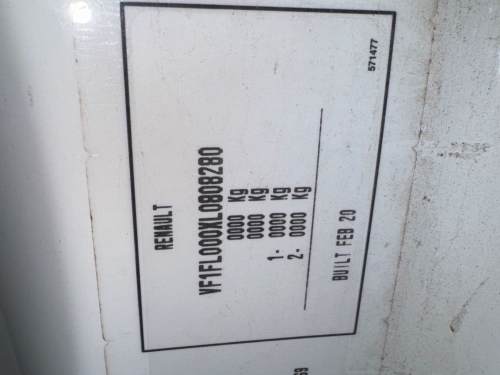 RENAULT
VF1FL000XL0808280
0000 Kg
0000 Kg
1- 0000 Kg
2- 0000 Kg
BUILT FEB 20
571477